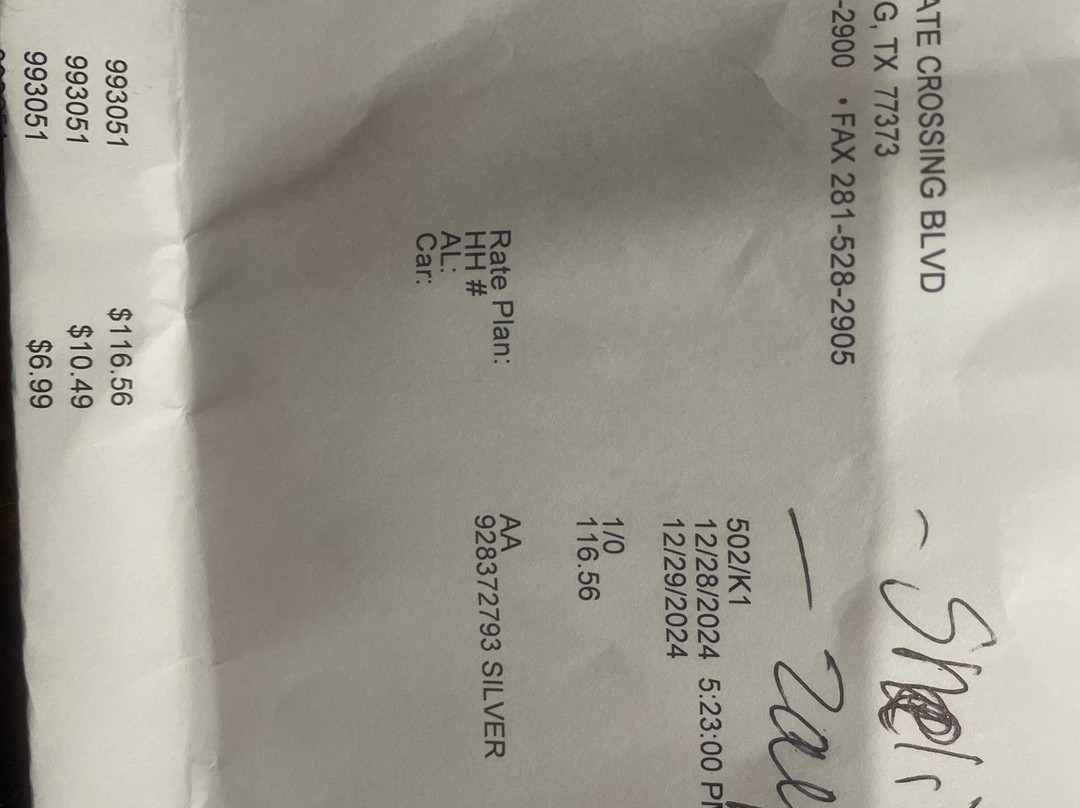 ATE CROSSING BLVD
G, TX 77373
-2900 • FAX 281-528-2905
502/K1
12/28/2024 5:23:00 PM
12/29/2024
1/0
116.56
Rate Plan: AA
HH # 928372793 SILVER
AL:
Car:
993051 $116.56
993051 $10.49
993051 $6.99